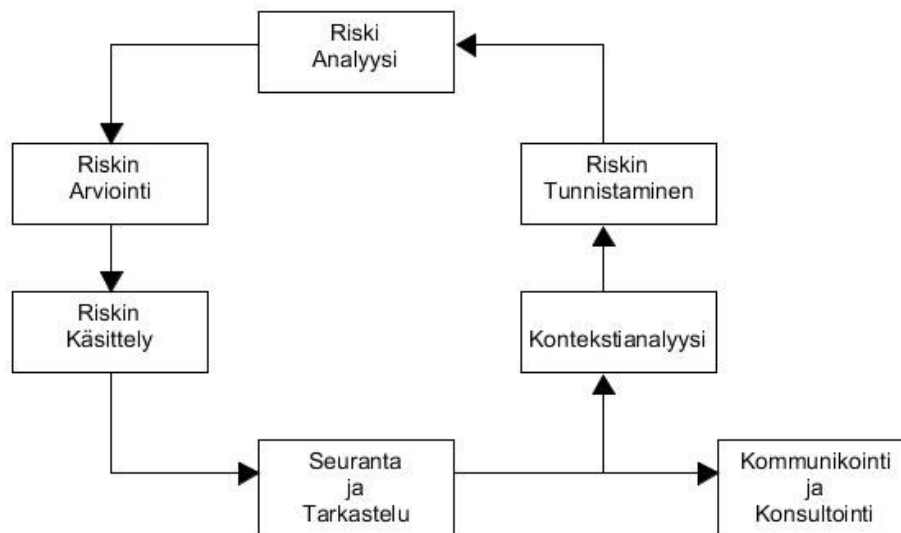 Riski
Analyysi
Riskin
Arviointi
Riskin
Tunnistaminen
Riskin
Käsittely
Kontekstianalyysi
Seuranta
ja
Tarkastelu
Kommunikointi
ja
Konsultointi